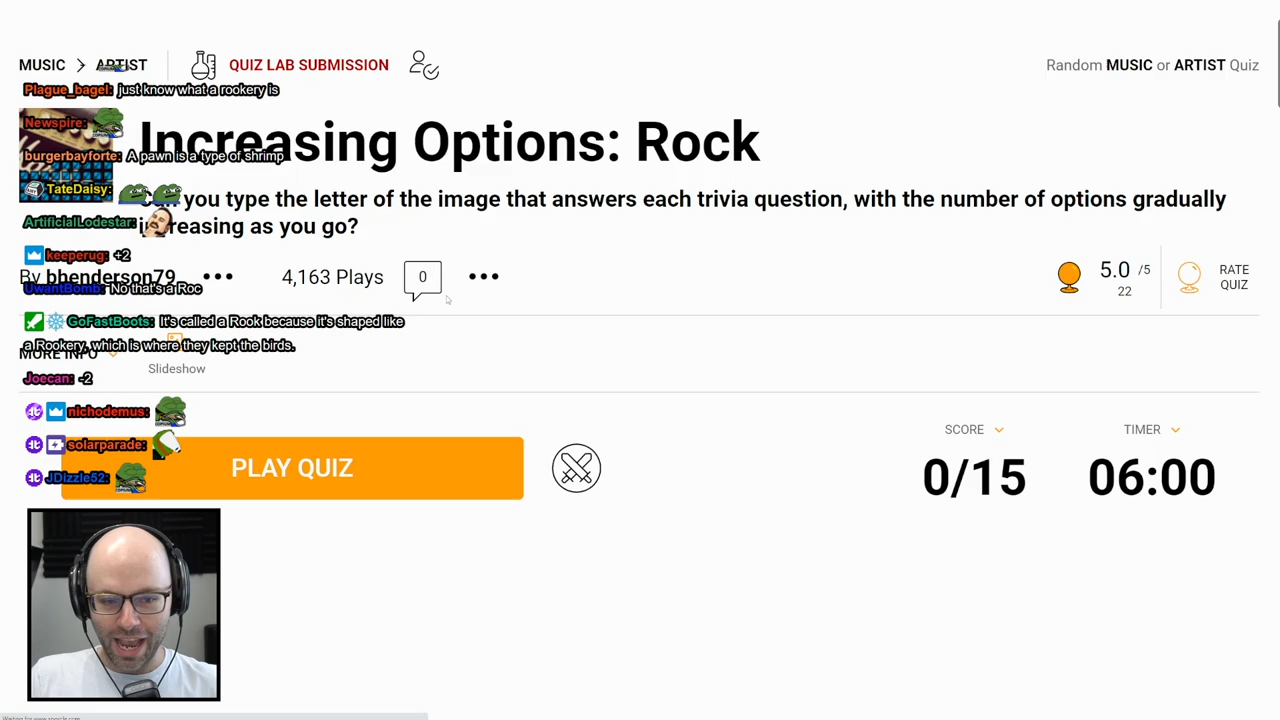 MUSIC > ARTIST
QUIZ LAB SUBMISSION
Random MUSIC or ARTIST Quiz
Plague_bagel: just know what a rookery is
Newspire:
Increasing Options: Rock
burgerbayforte: A pawn is a type of shrimp
TateDaisy:
Can you type the letter of the image that answers each trivia question, with the number of options gradually
increasing as you go?
ArtificialLodestar:
keeperug: +2
By bhenderson79
4,163 Plays
0
5.0 /5
22
RATE
QUIZ
UwantBomb: No that's a Roc
GoFastBoots: It's called a Rook because it's shaped like
a Rookery, which is where they kept the birds.
MORE INFO
Slideshow
Joecan: -2
nichodemus:
solarparade:
JDizzle52:
PLAY QUIZ
SCORE
0/15
TIMER
06:00